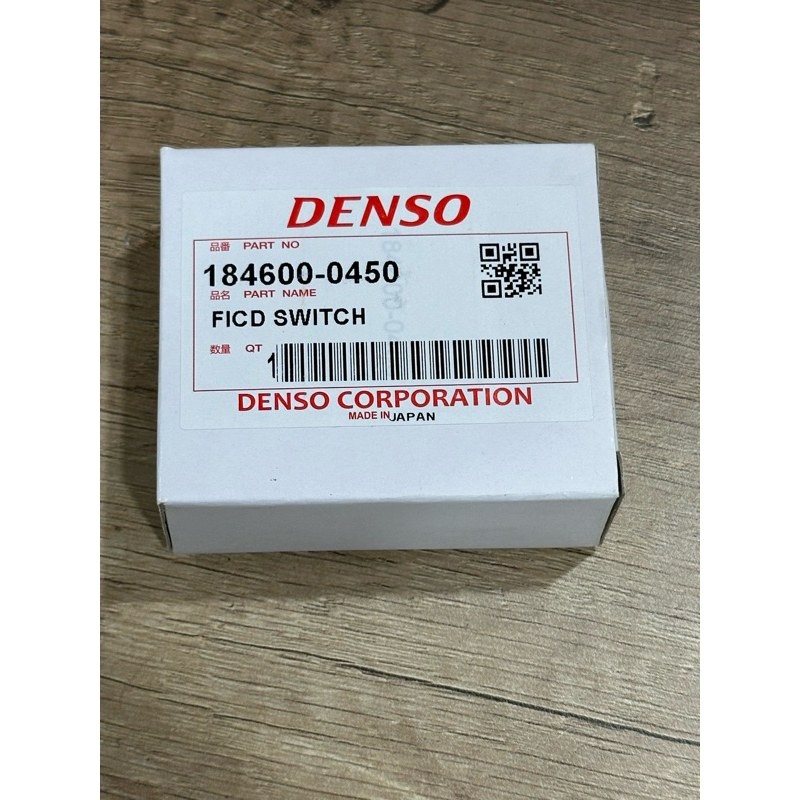 DENSO
品番 PART NO
184600-0450
品名 PART NAME
FICD SWITCH
数量 QT
1
DENSO CORPORATION
MADE IN JAPAN